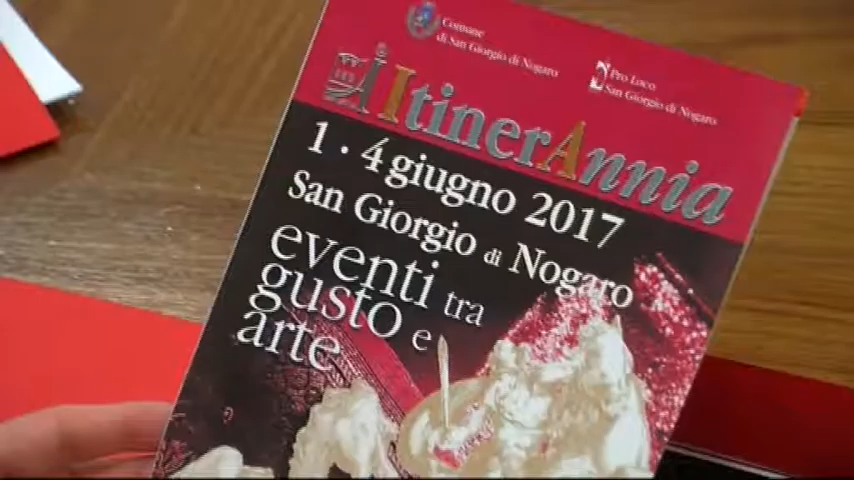 Comune
di San Giorgio di Nogaro
Pro Loco
San Giorgio di Nogaro
ItinerAnnia
1 . 4 giugno 2017
San Giorgio di Nogaro
eventi tra
gusto e
arte